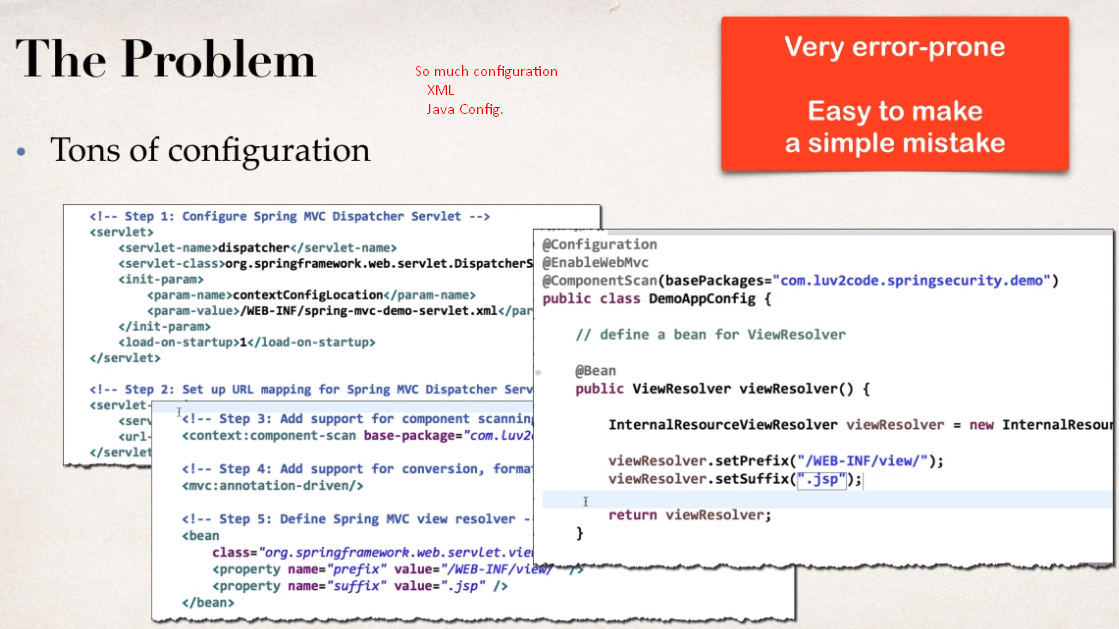 The Problem
So much configuration
XML
Java Config.
Very error-prone
Easy to make
a simple mistake
• Tons of configuration
<!-- Step 1: Configure Spring MVC Dispatcher Servlet -->
<servlet>
<servlet-name>dispatcher</servlet-name>
<servlet-class>org.springframework.web.servlet.DispatcherS
<init-param>
<param-name>contextConfigLocation</param-name>
<param-value>/WEB-INF/spring-mvc-demo-servlet.xml</par
</init-param>
<load-on-startup>1</load-on-startup>
</servlet>
<!-- Step 2: Set up URL mapping for Spring MVC Dispatcher Serv
<servlet-
<serv
<url-
</servlet
<!-- Step 3: Add support for component scanning
<context:component-scan base-package="com.luv2
<!-- Step 4: Add support for conversion, forma
<mvc:annotation-driven/>
<!-- Step 5: Define Spring MVC view resolver -
<bean
class="org.springframework.web.servlet.vie
<property name="prefix" value="/WEB-INF/view/" />
<property name="suffix" value=".jsp" />
</bean>
@Configuration
@EnableWebMvc
@ComponentScan(basePackages="com.luv2code.springsecurity.demo")
public class DemoAppConfig {
// define a bean for ViewResolver
@Bean
public ViewResolver viewResolver() {
InternalResourceViewResolver viewResolver = new InternalResour
viewResolver.setPrefix("/WEB-INF/view/");
viewResolver.setSuffix(".jsp");
return viewResolver;
}